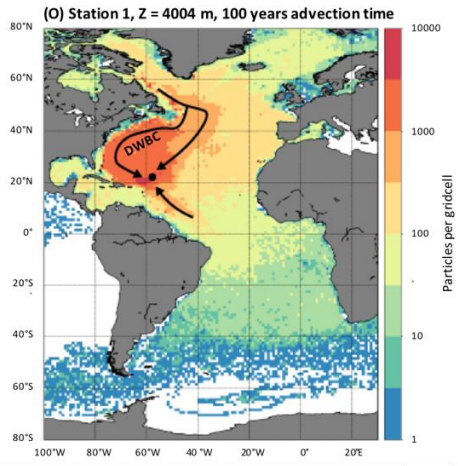 (O) Station 1, Z = 4004 m, 100 years advection time
80°N
60°N
40°N
20°N
0°
20°S
40°S
60°S
80°S
100°W 80°W 60°W 40°W 20°W 0° 20°E
DWBC
10000
1000
100
10
1
Particles per gridcell